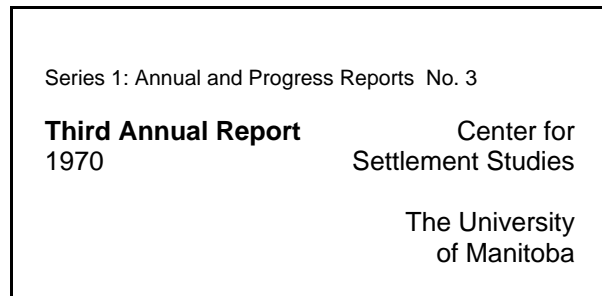 Series 1: Annual and Progress Reports No. 3
Third Annual Report
1970
Center for
Settlement Studies
The University
of Manitoba